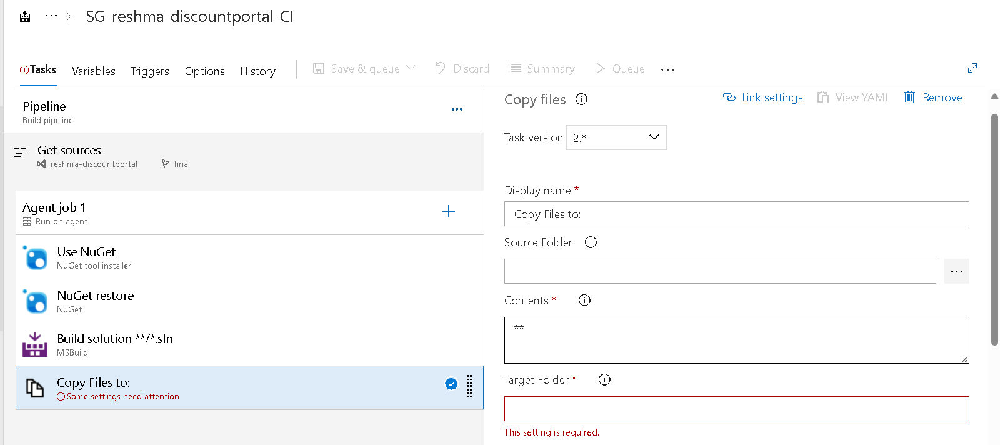 SG-reshma-discountportal-CI
Tasks Variables Triggers Options History Save & queue Discard Summary Queue
Pipeline
Build pipeline
Get sources
reshma-discountportal final
Agent job 1
Run on agent
Use NuGet
NuGet tool installer
NuGet restore
NuGet
Build solution **/*.sln
MSBuild
Copy Files to:
Some settings need attention
Copy files Link settings View YAML Remove
Task version 2.*
Display name *
Copy Files to:
Source Folder
Contents *
**
Target Folder *
This setting is required.